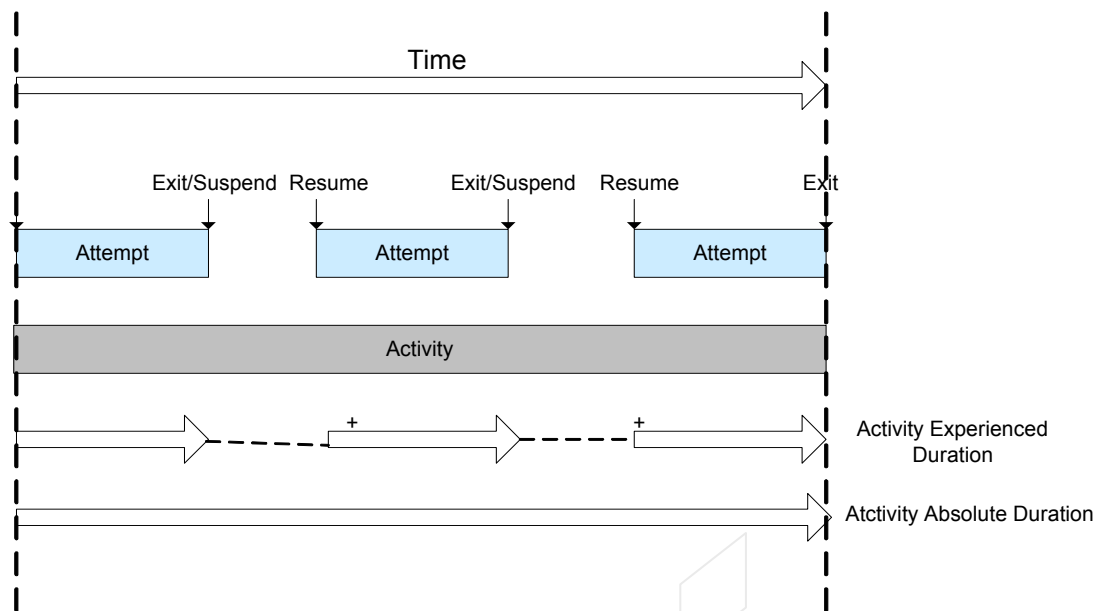 Time
Exit/Suspend Resume Exit/Suspend Resume Exit
Attempt Attempt Attempt
Activity
+ +
Activity Experienced
Duration
Atctivity Absolute Duration